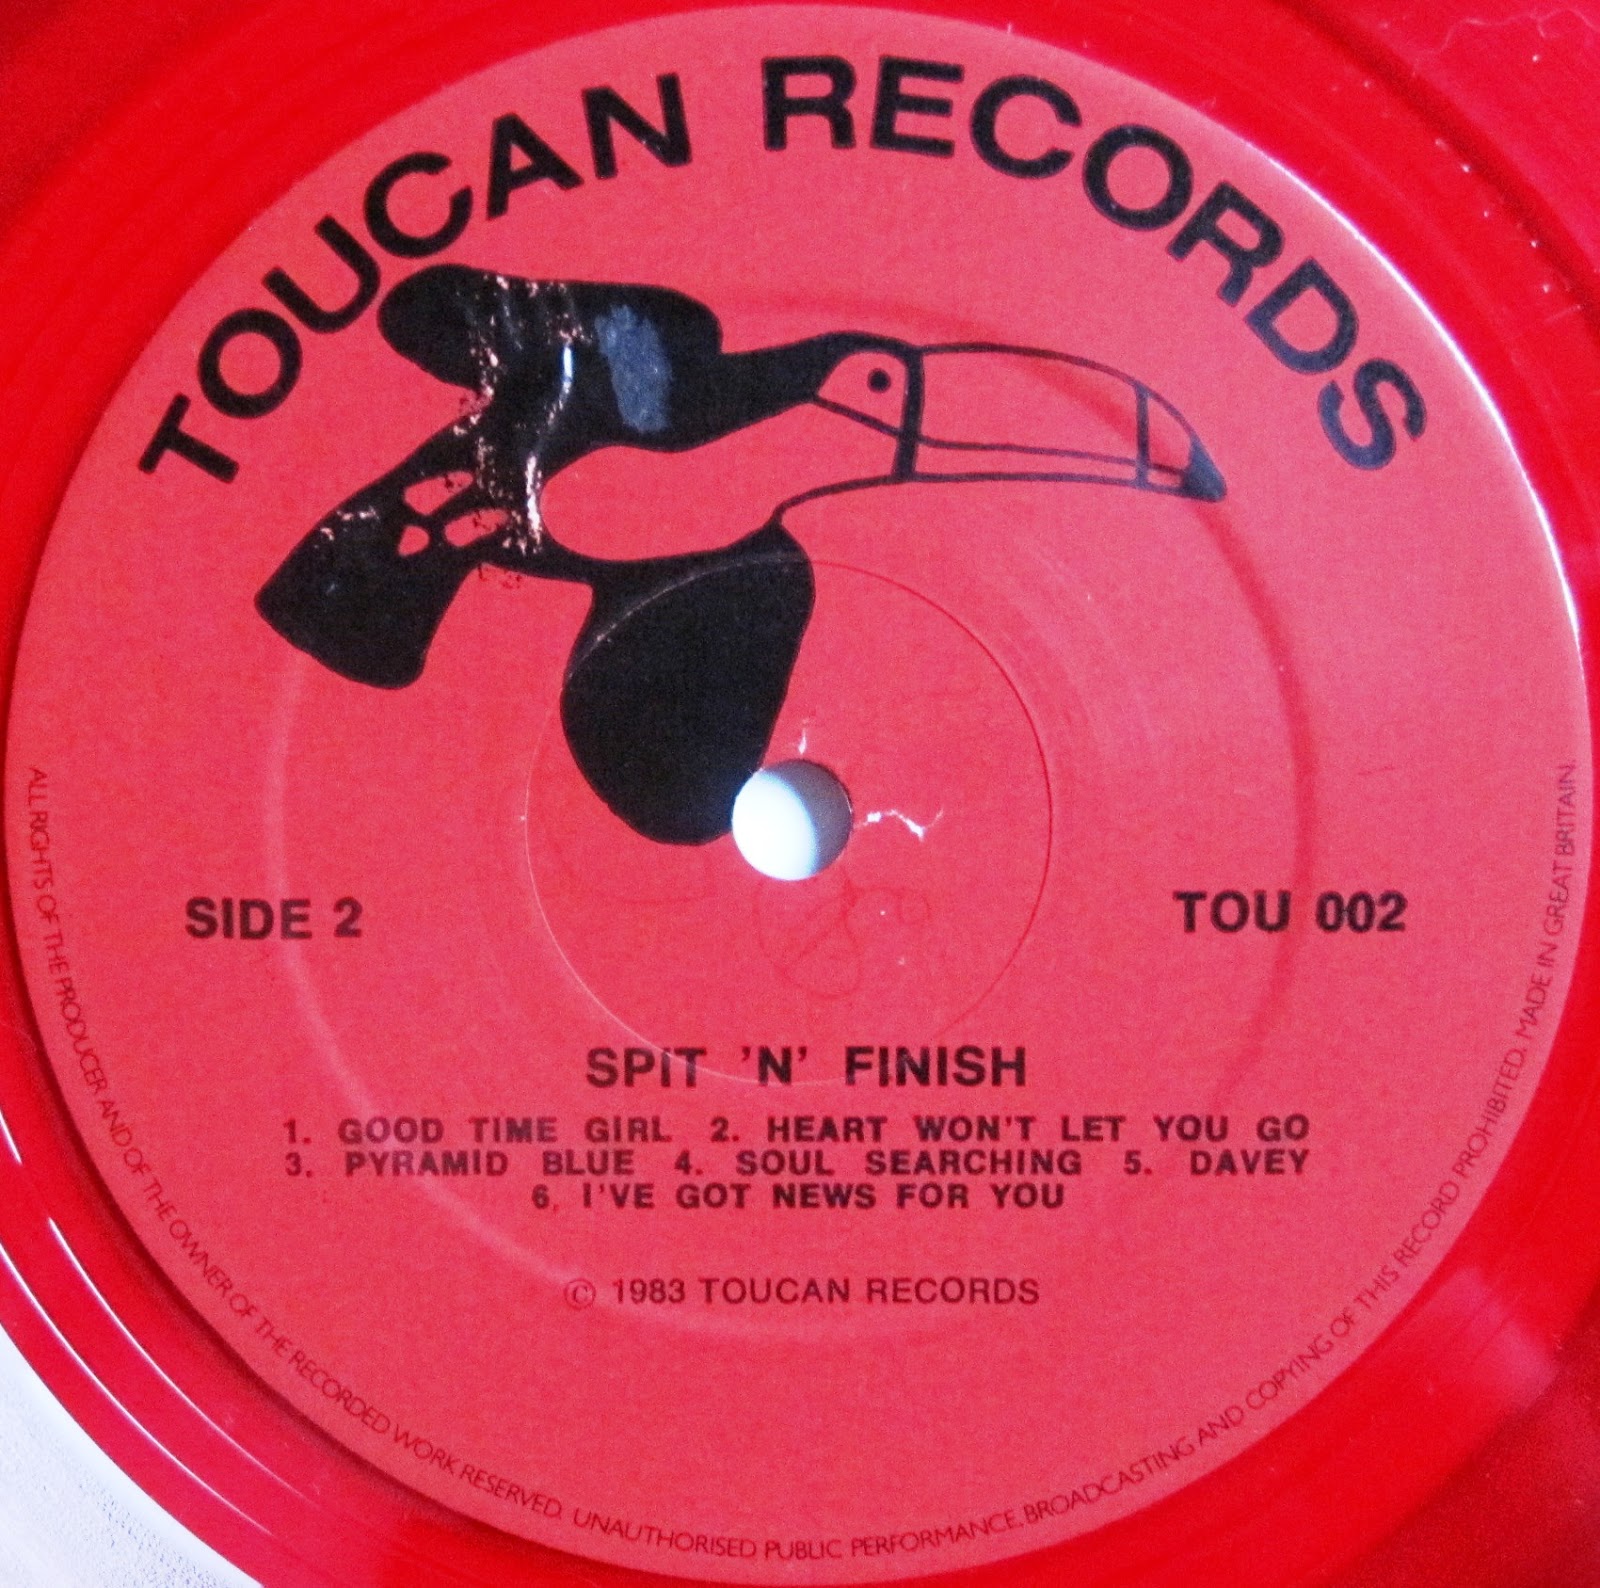 TOUCAN RECORDS
SIDE 2
TOU 002
SPIT 'N' FINISH
1. GOOD TIME GIRL 2. HEART WON'T LET YOU GO
3. PYRAMID BLUE 4. SOUL SEARCHING 5. DAVEY
6. I'VE GOT NEWS FOR YOU
© 1983 TOUCAN RECORDS
ALL RIGHTS OF THE PRODUCER AND OF THE OWNER OF THE RECORDED WORK RESERVED. UNAUTHORISED PUBLIC PERFORMANCE, BROADCASTING AND COPYING OF THIS RECORD PROHIBITED. MADE IN GREAT BRITAIN.